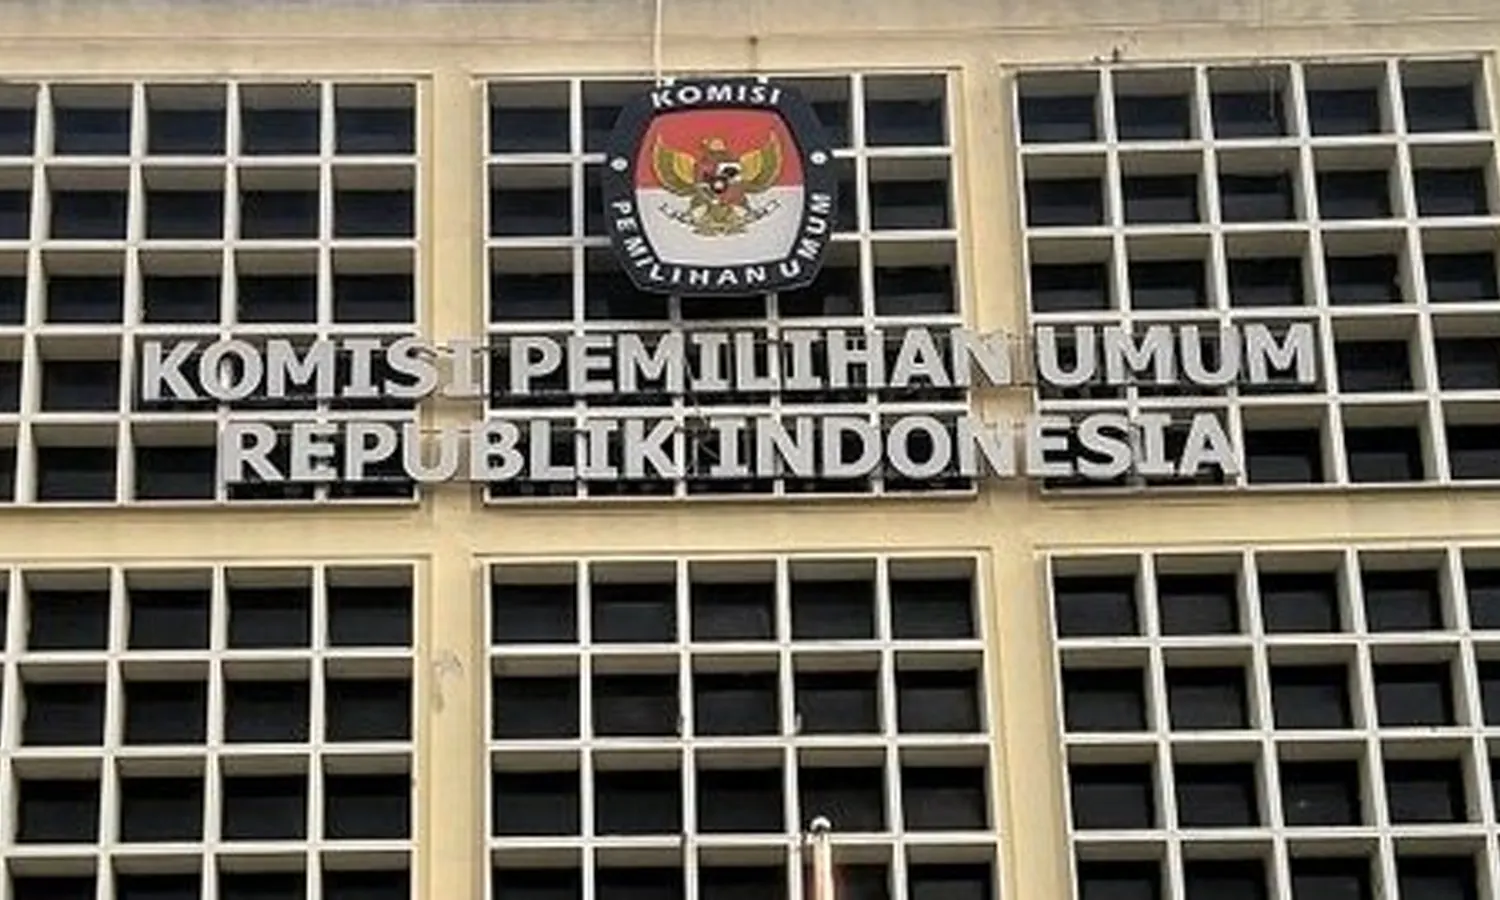 KOMISI
PEMILIHAN UMUM
KOMISI PEMILIHAN UMUM
REPUBLIK INDONESIA